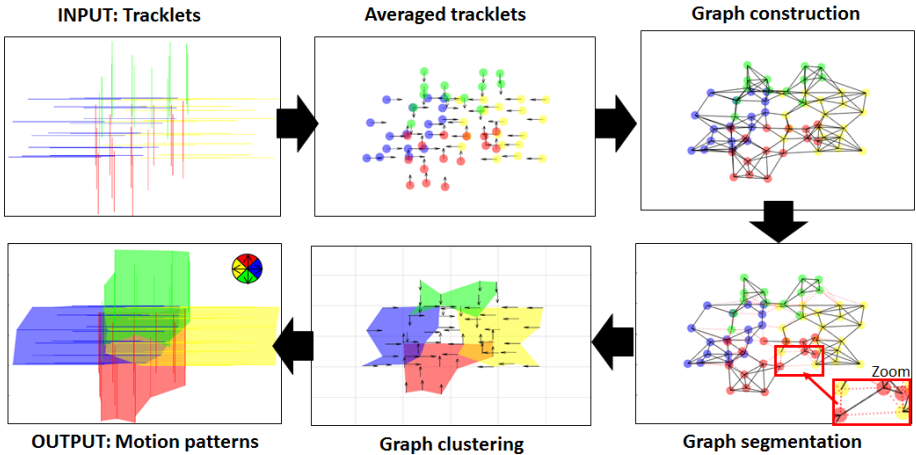 INPUT: Tracklets
Averaged tracklets
Graph construction
Zoom
OUTPUT: Motion patterns
Graph clustering
Graph segmentation